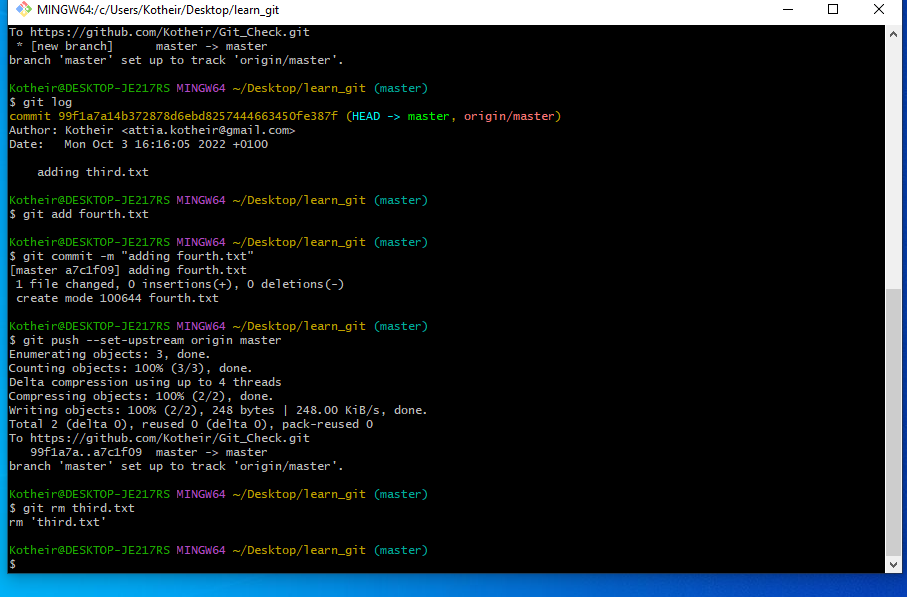 MINGW64:/c/Users/Kotheir/Desktop/learn_git
To https://github.com/Kotheir/Git_Check.git
 * [new branch]      master -> master
branch 'master' set up to track 'origin/master'.

Kotheir@DESKTOP-JE217RS MINGW64 ~/Desktop/learn_git (master)
$ git log
commit 99f1a7a14b372878d6ebd8257444663450fe387f (HEAD -> master, origin/master)
Author: Kotheir <attia.kotheir@gmail.com>
Date:   Mon Oct 3 16:16:05 2022 +0100

    adding third.txt

Kotheir@DESKTOP-JE217RS MINGW64 ~/Desktop/learn_git (master)
$ git add fourth.txt

Kotheir@DESKTOP-JE217RS MINGW64 ~/Desktop/learn_git (master)
$ git commit -m "adding fourth.txt"
[master a7c1f09] adding fourth.txt
 1 file changed, 0 insertions(+), 0 deletions(-)
 create mode 100644 fourth.txt

Kotheir@DESKTOP-JE217RS MINGW64 ~/Desktop/learn_git (master)
$ git push --set-upstream origin master
Enumerating objects: 3, done.
Counting objects: 100% (3/3), done.
Delta compression using up to 4 threads
Compressing objects: 100% (2/2), done.
Writing objects: 100% (2/2), 248 bytes | 248.00 KiB/s, done.
Total 2 (delta 0), reused 0 (delta 0), pack-reused 0
To https://github.com/Kotheir/Git_Check.git
   99f1a7a..a7c1f09  master -> master
branch 'master' set up to track 'origin/master'.

Kotheir@DESKTOP-JE217RS MINGW64 ~/Desktop/learn_git (master)
$ git rm third.txt
rm 'third.txt'

Kotheir@DESKTOP-JE217RS MINGW64 ~/Desktop/learn_git (master)
$